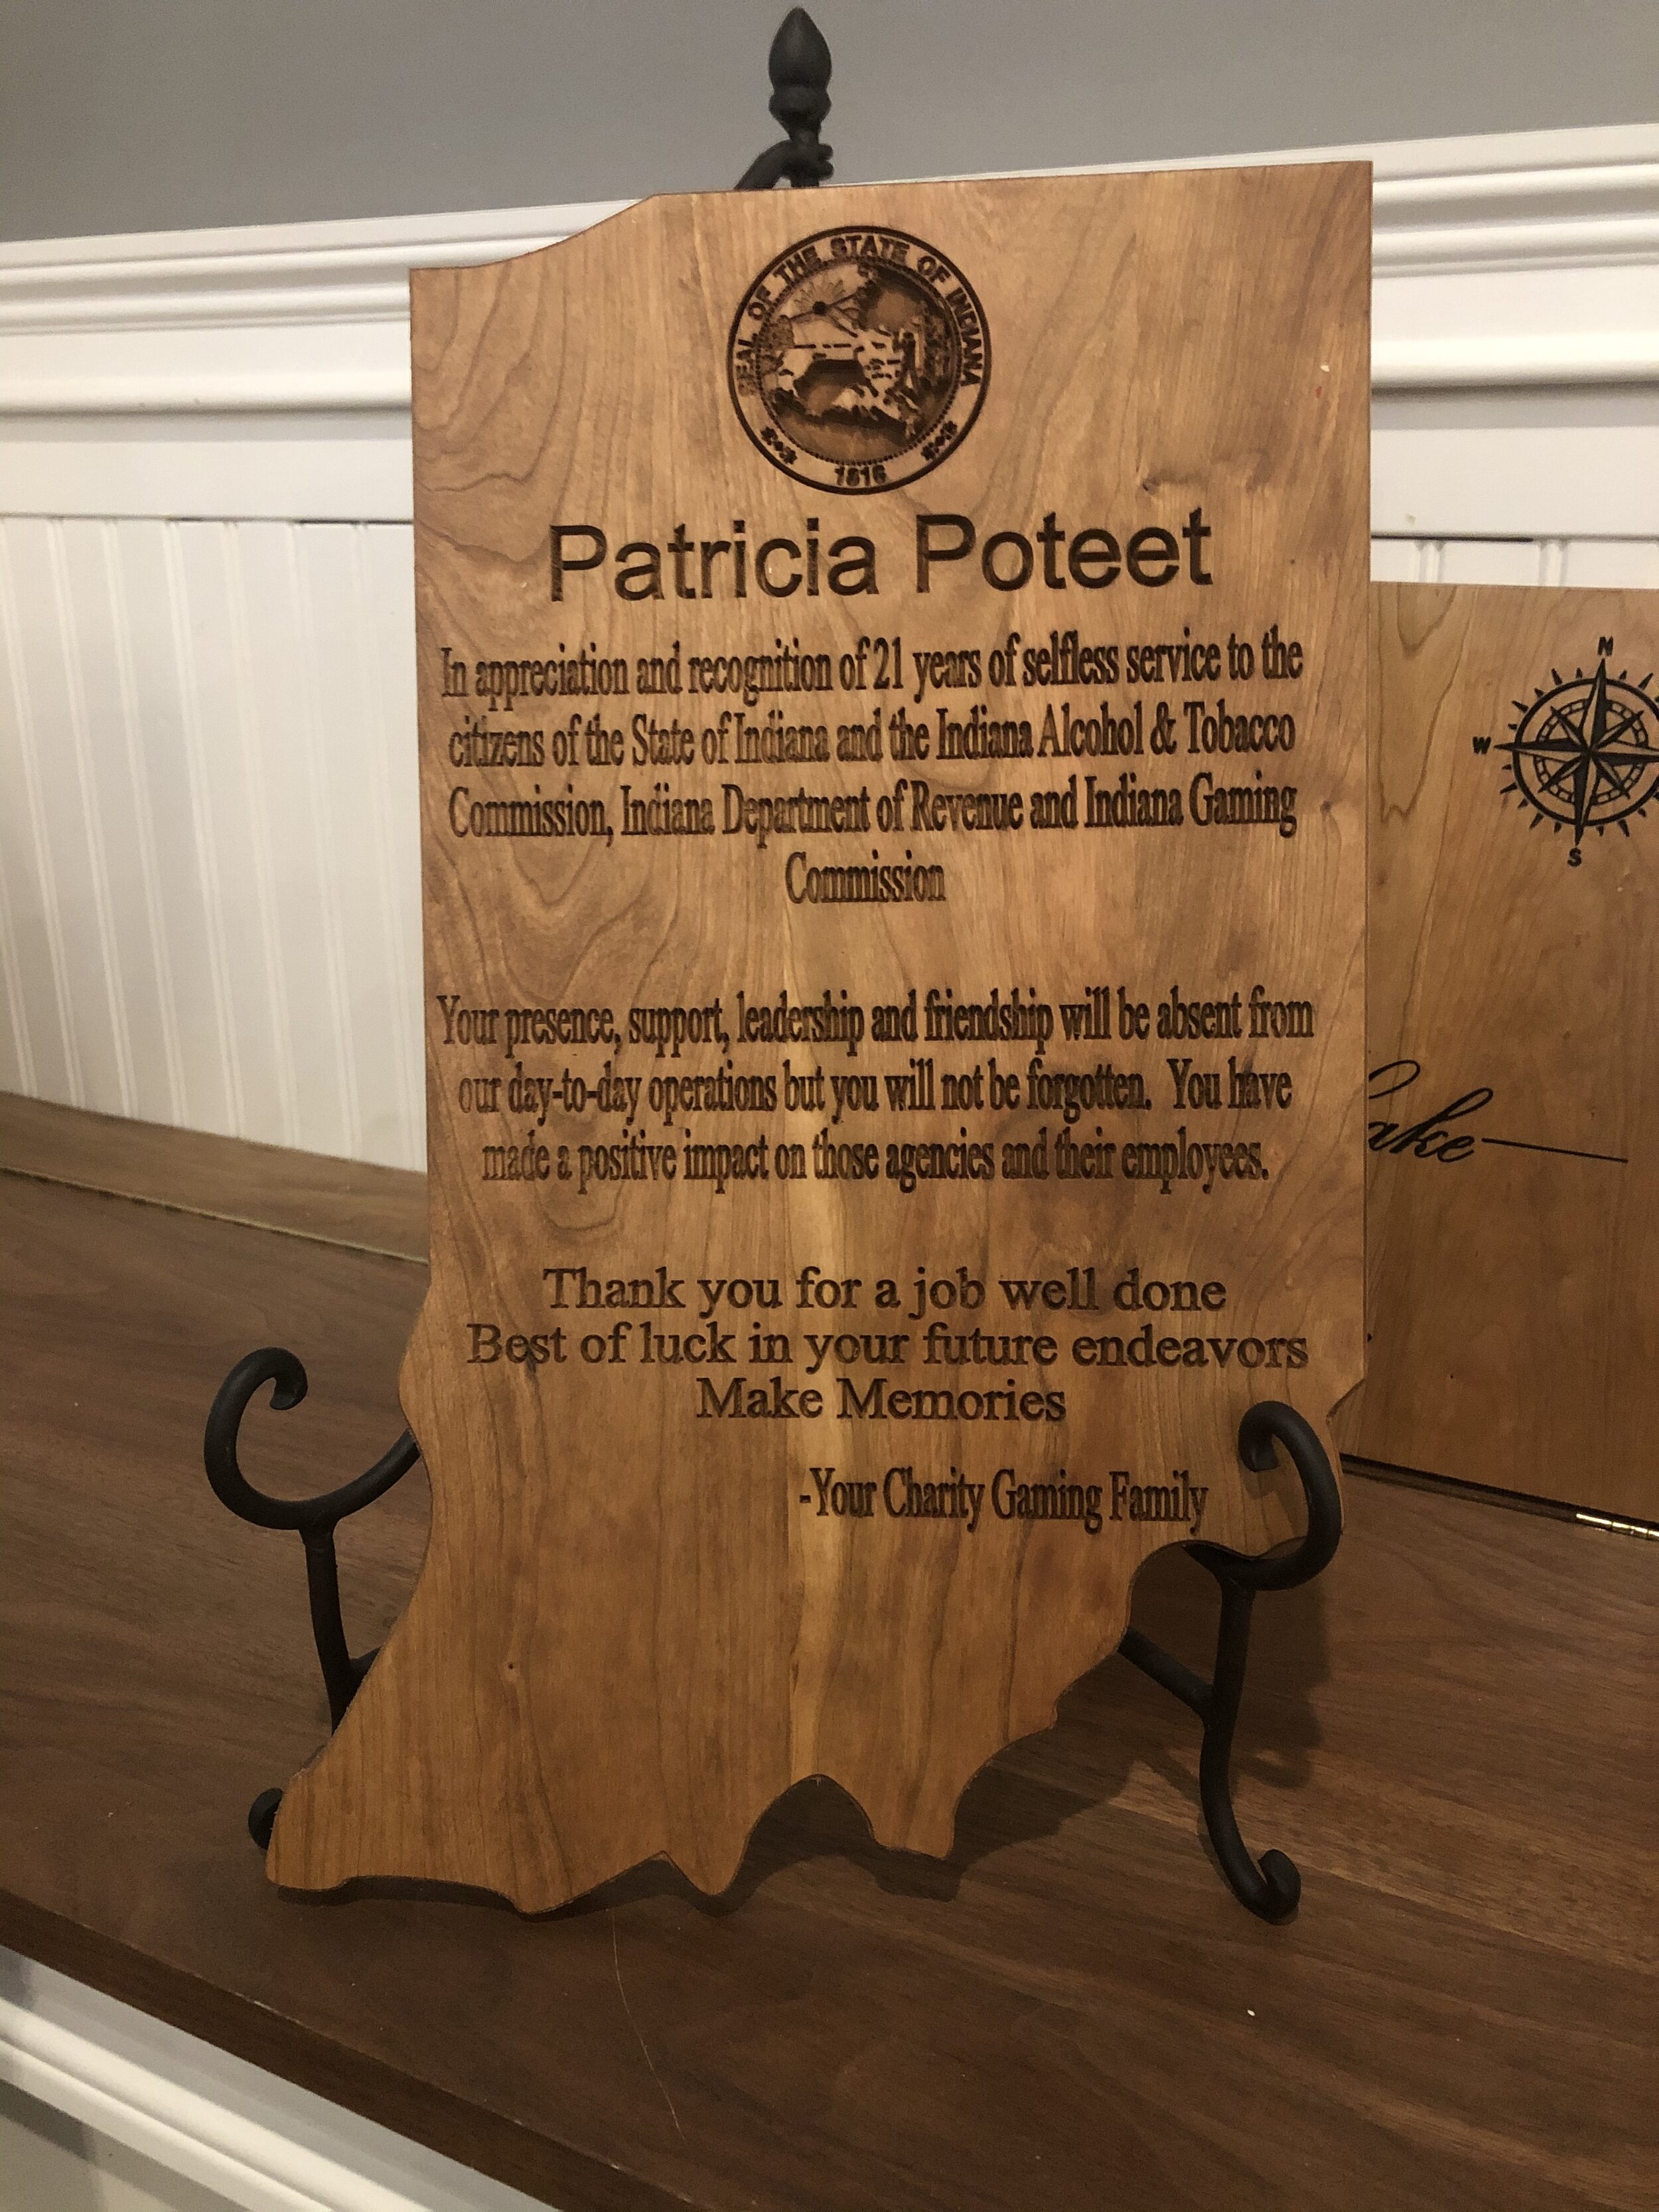 SEAL OF THE STATE OF INDIANA
1816
Patricia Poteet
In appreciation and recognition of 21 years of selfless service to the
citizens of the State of Indiana and the Indiana Alcohol & Tobacco
Commission, Indiana Department of Revenue and Indiana Gaming
Commission
Your presence, support, leadership and friendship will be absent from
our day-to-day operations but you will not be forgotten.  You have
made a positive impact on those agencies and their employees.
Thank you for a job well done
Best of luck in your future endeavors
Make Memories
-Your Charity Gaming Family
N
W
S